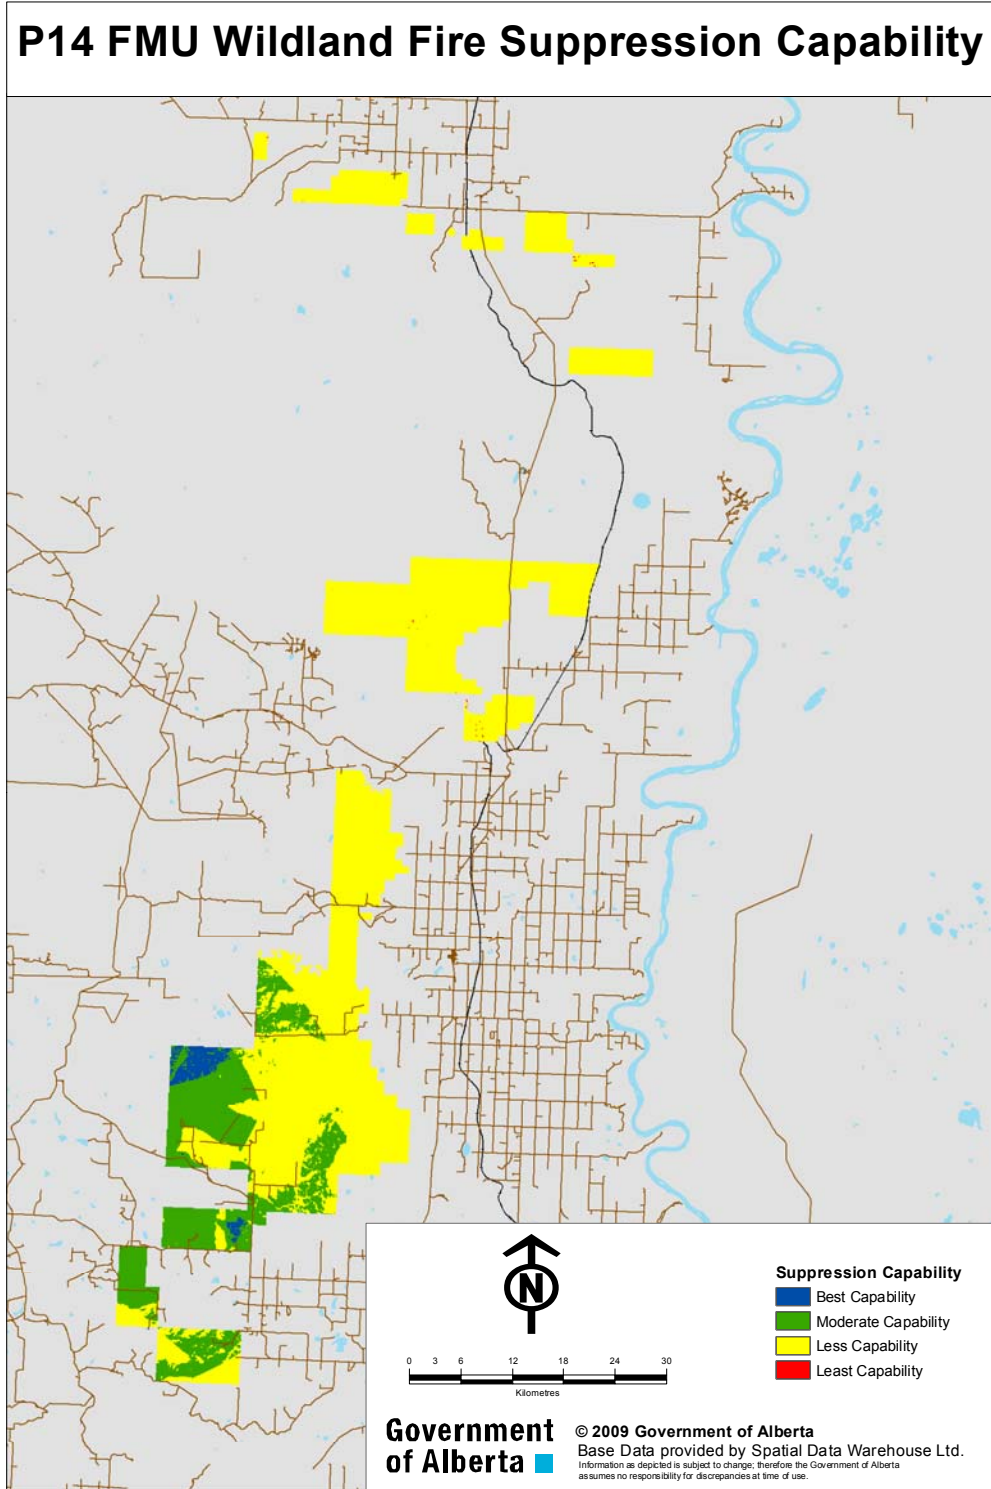 P14 FMU Wildland Fire Suppression Capability
N
Suppression Capability
Best Capability
Moderate Capability
Less Capability
Least Capability
0 3 6 12 18 24 30
Kilometres
Government
of Alberta
© 2009 Government of Alberta
Base Data provided by Spatial Data Warehouse Ltd.
Information as depicted is subject to change; therefore the Government of Alberta
assumes no responsibility for discrepancies at time of use.